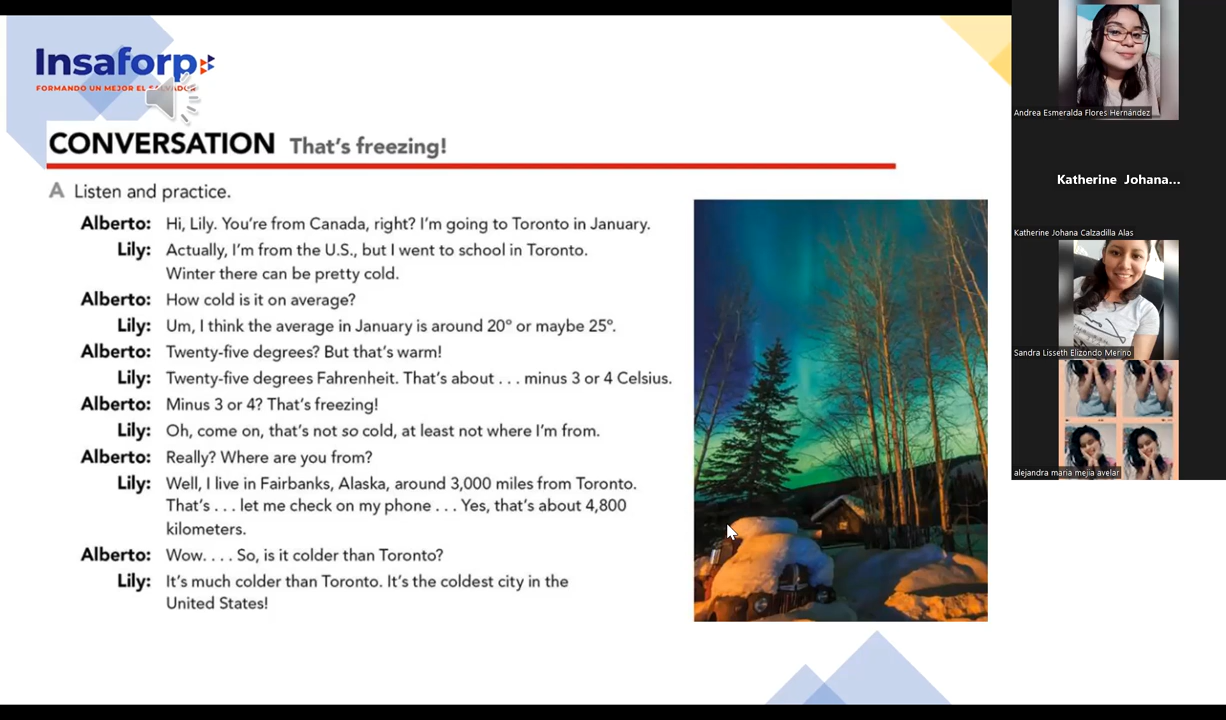 Insaforp
FORMANDO UN MEJOR EL SALVADOR
CONVERSATION That's freezing!
A Listen and practice.
Alberto: Hi, Lily. You're from Canada, right? I'm going to Toronto in January.
Lily: Actually, I'm from the U.S., but I went to school in Toronto.
Winter there can be pretty cold.
Alberto: How cold is it on average?
Lily: Um, I think the average in January is around 20° or maybe 25°.
Alberto: Twenty-five degrees? But that's warm!
Lily: Twenty-five degrees Fahrenheit. That's about . . . minus 3 or 4 Celsius.
Alberto: Minus 3 or 4? That's freezing!
Lily: Oh, come on, that's not so cold, at least not where I'm from.
Alberto: Really? Where are you from?
Lily: Well, I live in Fairbanks, Alaska, around 3,000 miles from Toronto.
That's . . . let me check on my phone . . . Yes, that's about 4,800
kilometers.
Alberto: Wow. . . . So, is it colder than Toronto?
Lily: It's much colder than Toronto. It's the coldest city in the
United States!
Andrea Esmeralda Flores Hernández
Katherine Johana...
Katherine Johana Calzadilla Alas
Sandra Lisseth Elizondo Merino
alejandra maria mejia avelar